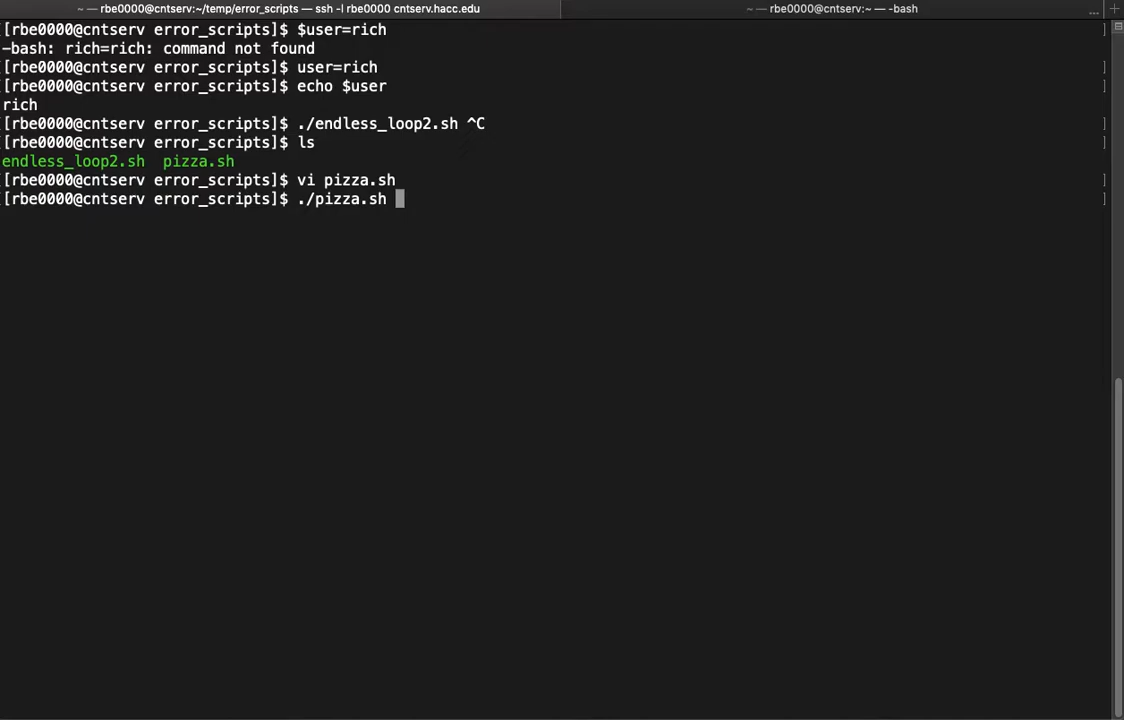 ~ — rbe0000@cntserv:~/temp/error_scripts — ssh -l rbe0000 cntserv.hacc.edu
~ — rbe0000@cntserv:~ — -bash
... +
[[rbe0000@cntserv error_scripts]$ $user=rich ]
-bash: rich=rich: command not found
[[rbe0000@cntserv error_scripts]$ user=rich ]
[[rbe0000@cntserv error_scripts]$ echo $user ]
rich
[[rbe0000@cntserv error_scripts]$ ./endless_loop2.sh ^C ]
[[rbe0000@cntserv error_scripts]$ ls ]
endless_loop2.sh  pizza.sh
[[rbe0000@cntserv error_scripts]$ vi pizza.sh ]
[[rbe0000@cntserv error_scripts]$ ./pizza.sh ]